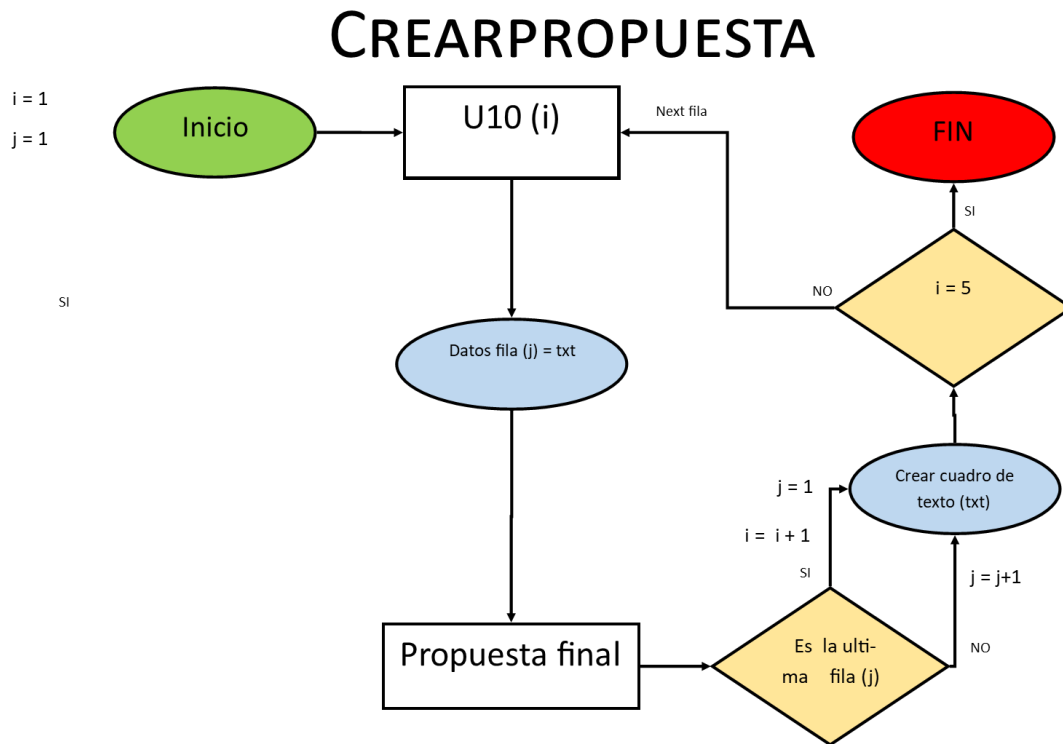 CREARPROPUESTA
i = 1
j = 1
Inicio
U10 (i)
Next fila
FIN
SI
SI
NO
i = 5
Datos fila (j) = txt
Crear cuadro de
texto (txt)
j = 1
i = i + 1
SI
j = j+1
Propuesta final
Es la ulti-
ma fila (j)
NO